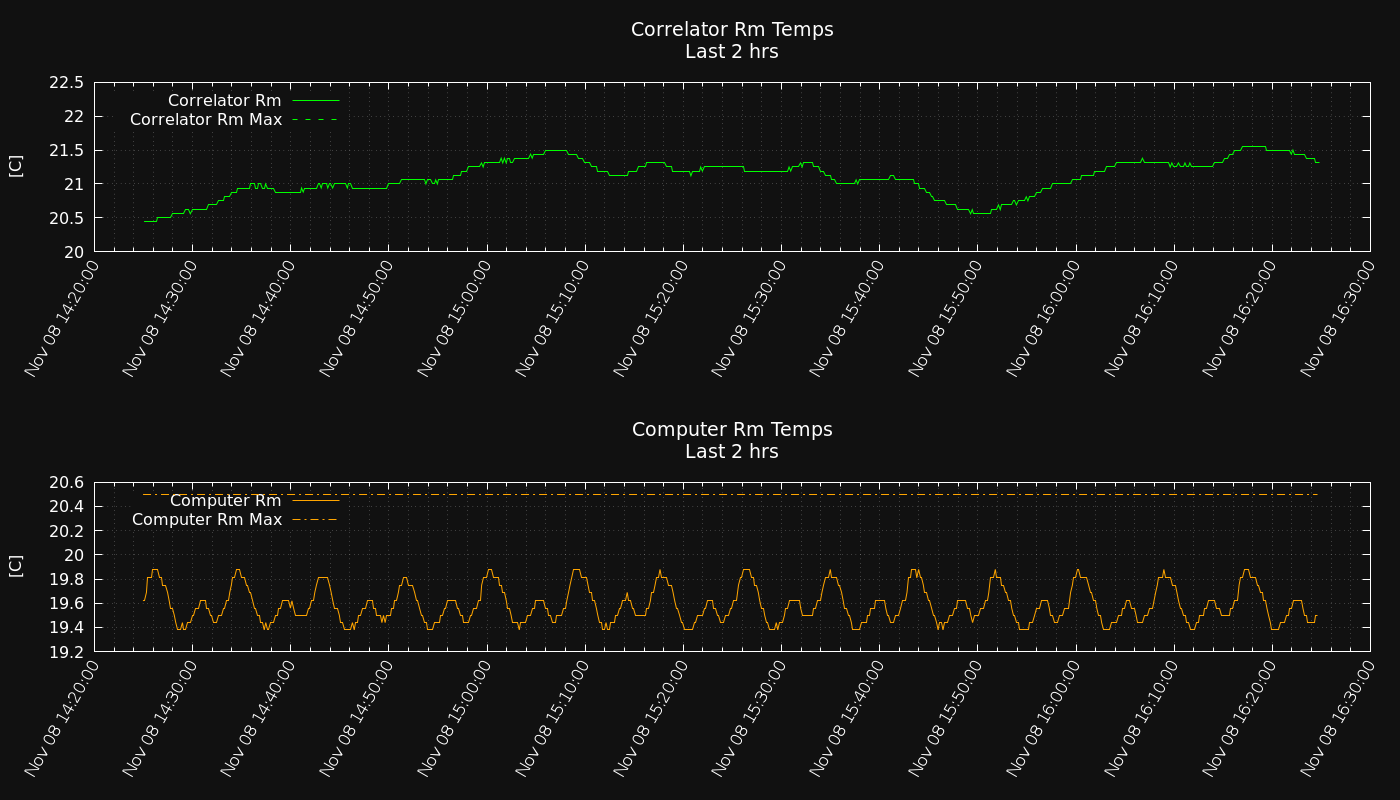 Correlator Rm Temps
Last 2 hrs
22.5
22
21.5
21
20.5
20
[C]
Correlator Rm
Correlator Rm Max
Nov 08 14:20:00
Nov 08 14:30:00
Nov 08 14:40:00
Nov 08 14:50:00
Nov 08 15:00:00
Nov 08 15:10:00
Nov 08 15:20:00
Nov 08 15:30:00
Nov 08 15:40:00
Nov 08 15:50:00
Nov 08 16:00:00
Nov 08 16:10:00
Nov 08 16:20:00
Nov 08 16:30:00
Computer Rm Temps
Last 2 hrs
20.6
20.4
20.2
20
19.8
19.6
19.4
19.2
[C]
Computer Rm
Computer Rm Max
Nov 08 14:20:00
Nov 08 14:30:00
Nov 08 14:40:00
Nov 08 14:50:00
Nov 08 15:00:00
Nov 08 15:10:00
Nov 08 15:20:00
Nov 08 15:30:00
Nov 08 15:40:00
Nov 08 15:50:00
Nov 08 16:00:00
Nov 08 16:10:00
Nov 08 16:20:00
Nov 08 16:30:00